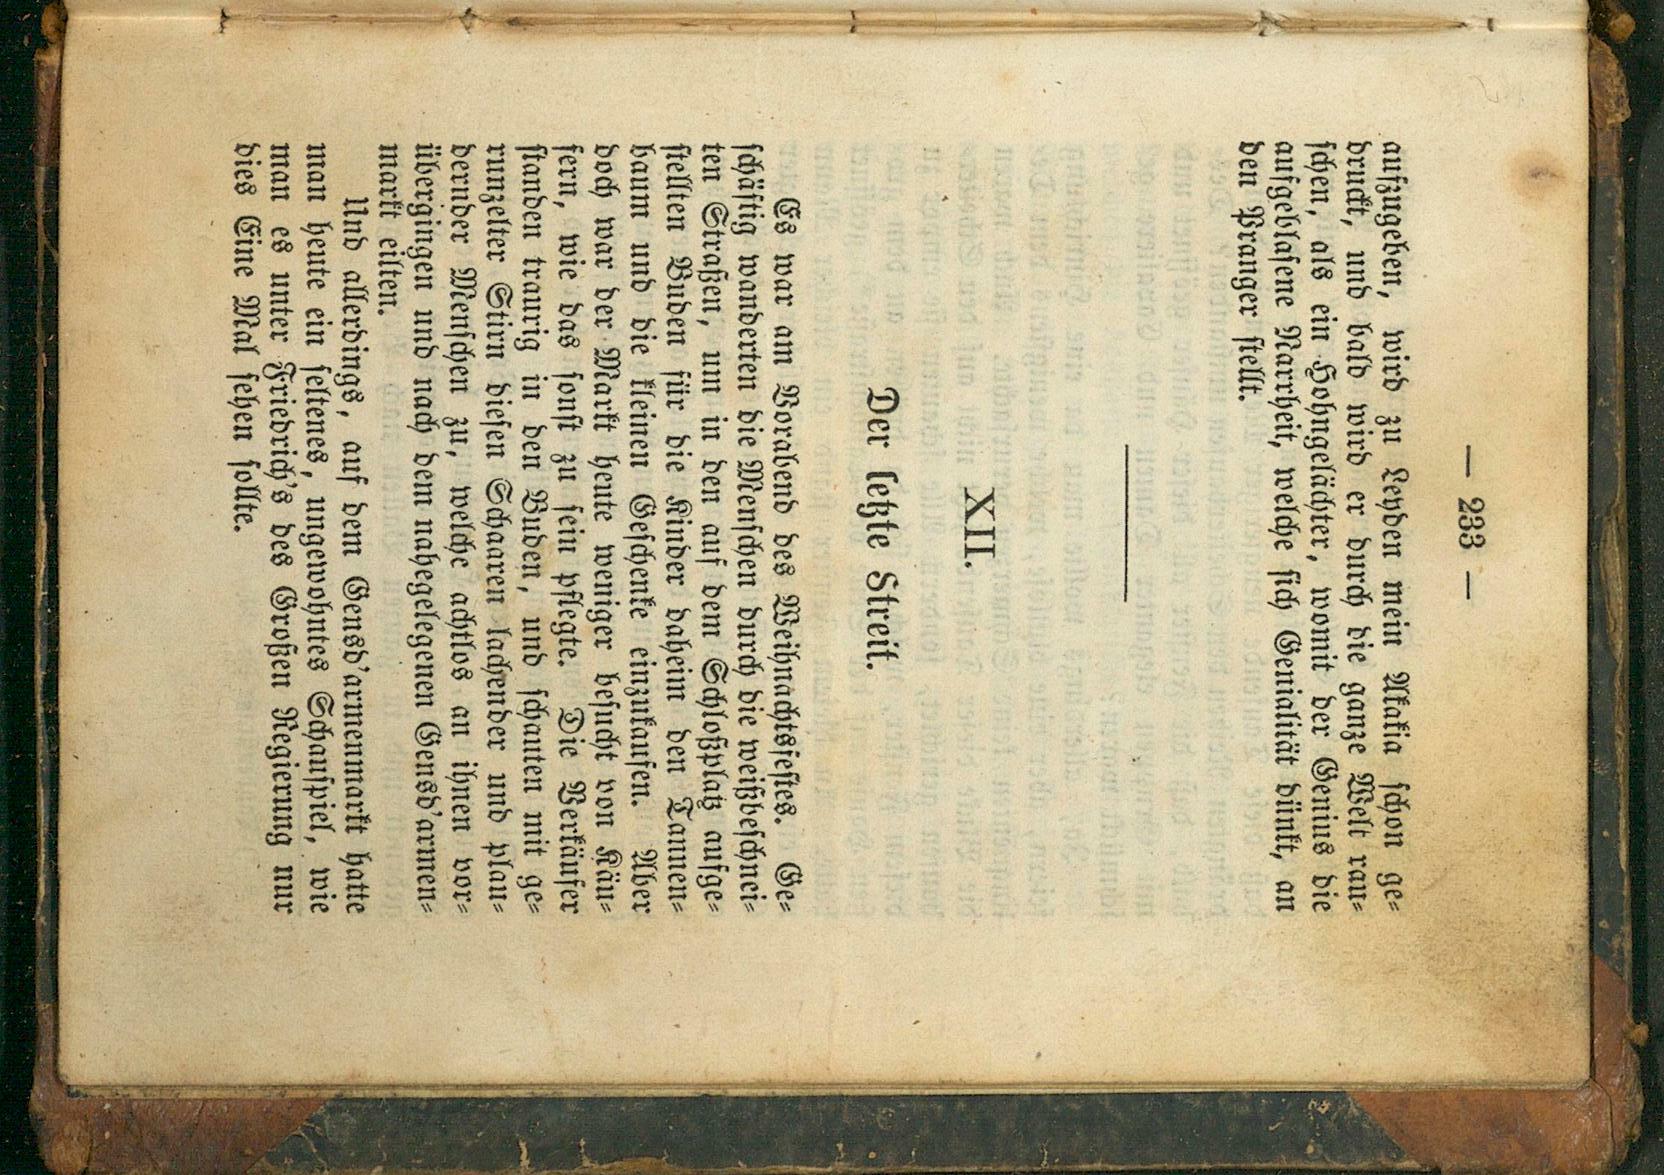 — 233 —
aufzugeben, wird zu Leyden mein Akakia schon ge-
druckt, und bald wird er durch die ganze Welt rau-
schen, als ein Hohngelächter, womit der Genius die
aufgeblasene Narrheit, welche sich Genialität dünkt, an
den Pranger stellt.
XII.
Der letzte Streit.
Es war am Vorabend des Weihnachtsfestes. Ge-
schäftig wanderten die Menschen durch die weißbeschnei-
ten Straßen, um in den auf dem Schloßplatz aufge-
stellten Buden für die Kinder daheim den Tannen-
baum und die kleinen Geschenke einzukaufen. Aber
doch war der Markt heute weniger besucht von Käu-
fern, wie das sonst zu sein pflegte. Die Verkäufer
standen traurig in den Buden, und schauten mit ge-
runzelter Stirn diesen Schaaren lachender und plau-
dernder Menschen zu, welche achtlos an ihnen vor-
übergingen und nach dem nahegelegenen Gensd'armen-
markt eilten.
Und allerdings, auf dem Gensd'armenmarkt hatte
man heute ein seltenes, ungewohntes Schauspiel, wie
man es unter Friedrich's des Großen Regierung nur
dies Eine Mal sehen sollte.